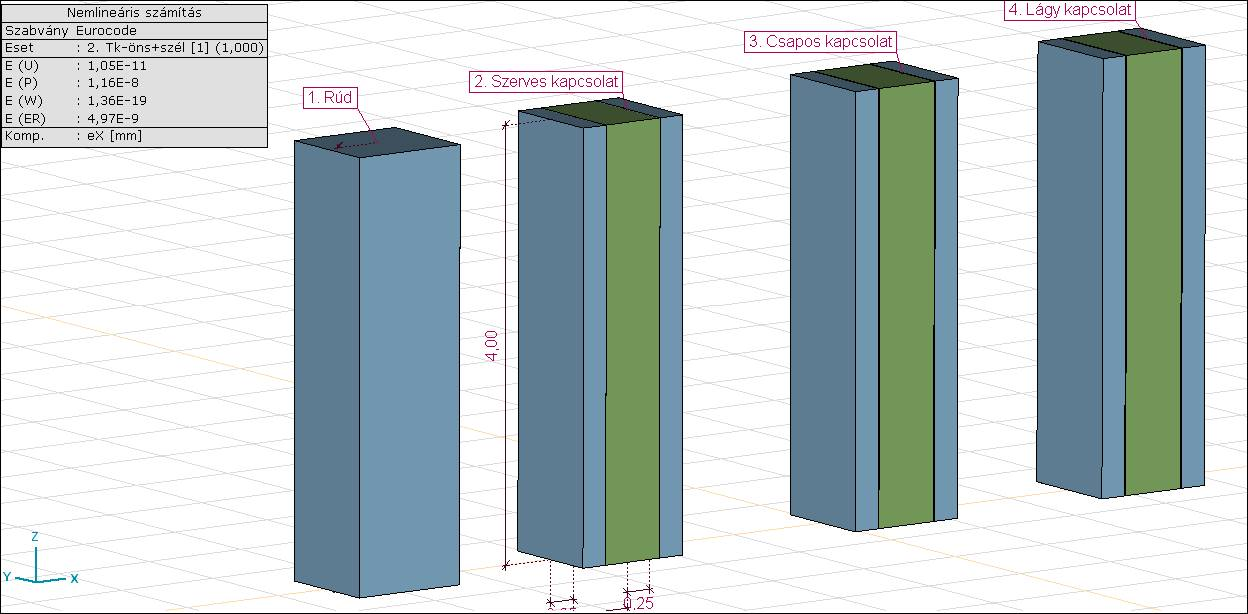 Nemlineáris számítás
Szabvány Eurocode
Eset : 2. Tk-öns+szél [1] (1,000)
E (U) : 1,05E-11
E (P) : 1,16E-8
E (W) : 1,36E-19
E (ER) : 4,97E-9
Komp. : eX [mm]
1. Rúd
2. Szerves kapcsolat
3. Csapos kapcsolat
4. Lágy kapcsolat
4,00
0,25
Z
Y
X